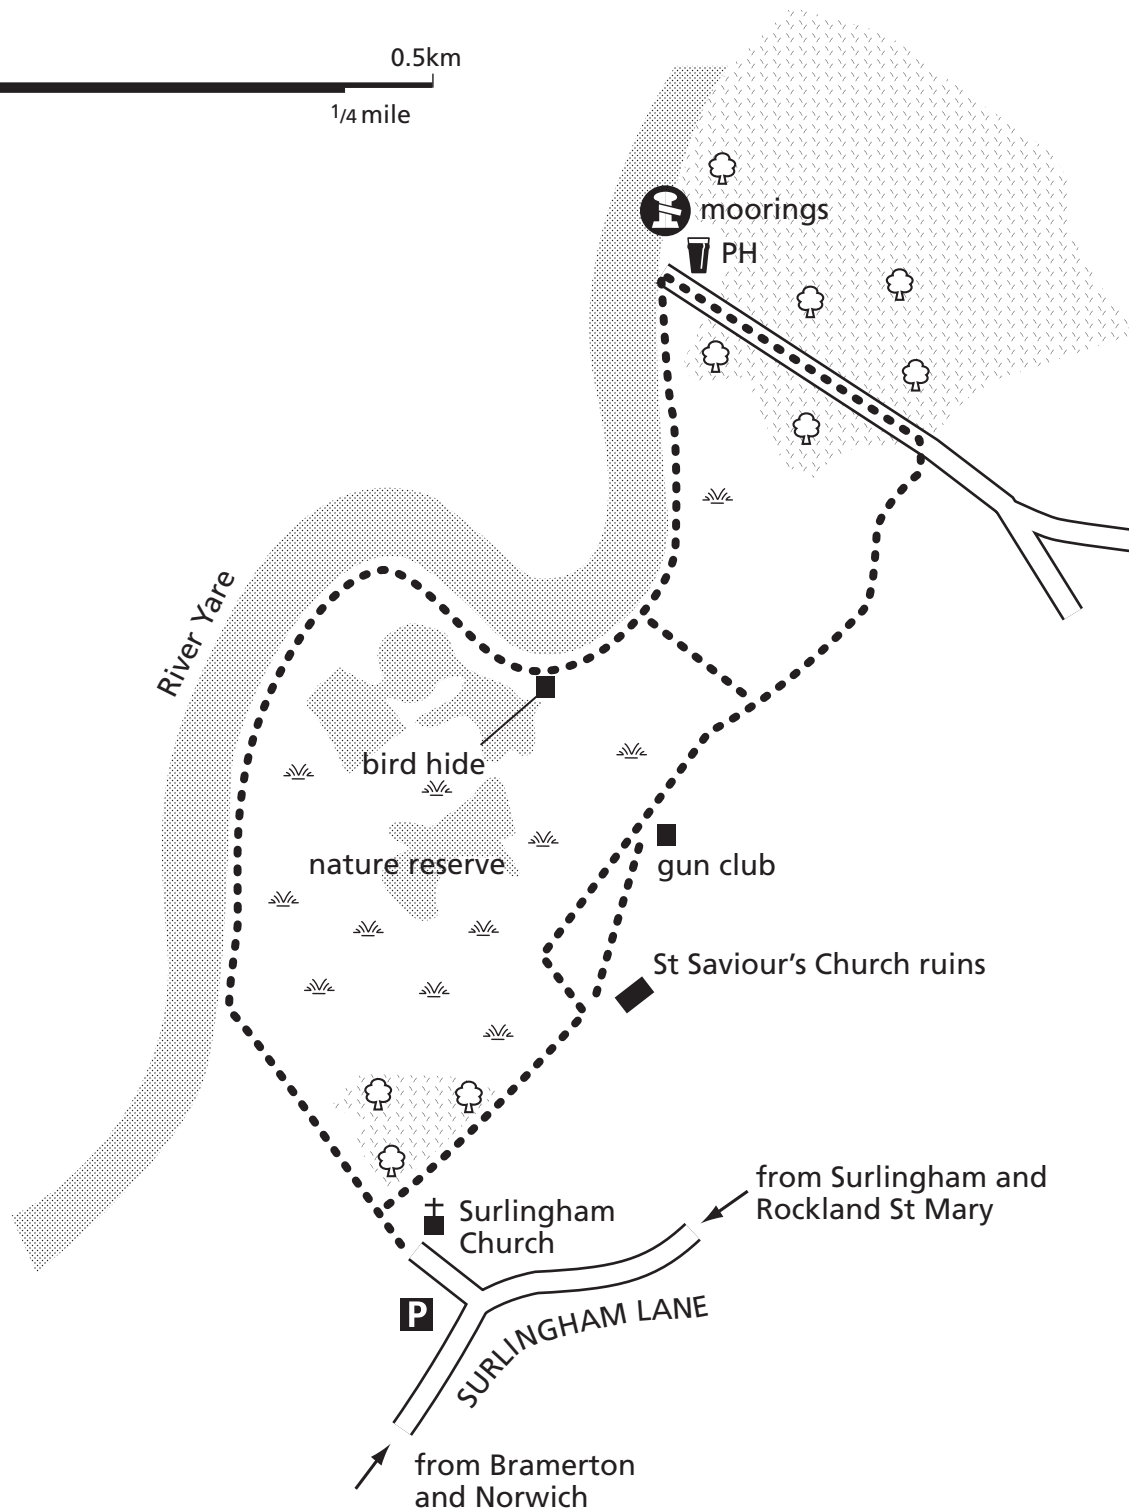 0.5km
1/4 mile
moorings
PH
River Yare
bird hide
nature reserve
gun club
St Saviour’s Church ruins
from Surlingham and
Rockland St Mary
Surlingham
Church
P
SURLINGHAM LANE
from Bramerton
and Norwich